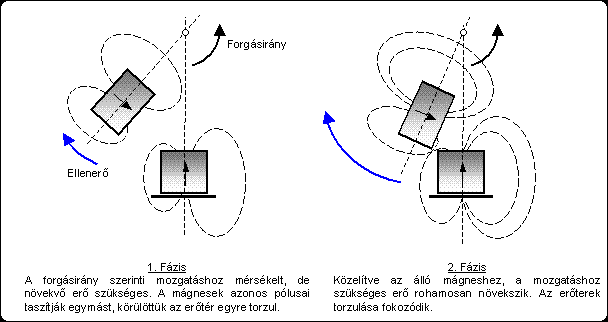 Forgásirány
Ellenerő
1. Fázis
A forgásirány szerinti mozgatáshoz mérsékelt, de
növekvő erő szükséges. A mágnesek azonos pólusai
taszítják egymást, körülöttük az erőtér egyre torzul.
Forgásirány
2. Fázis
Közelítve az álló mágneshez, a mozgatáshoz
szükséges erő rohamosan növekszik. Az erőterek
torzulása fokozódik.